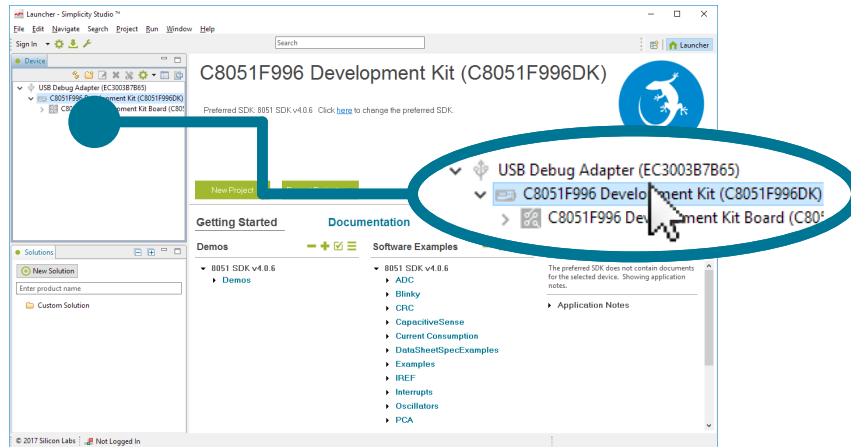 Launcher - Simplicity Studio ™
File Edit Navigate Search Project Run Window Help
Sign In
Search
Launcher
Device
USB Debug Adapter (EC3003B7B65)
C8051F996 Development Kit (C8051F996DK)
C8051F996 Development Kit (C8051F996DK)
Preferred SDK: 8051 SDK v4.0.6 Click here to change the preferred SDK.
USB Debug Adapter (EC3003B7B65)
C8051F996 Development Kit (C8051F996DK)
C8051F996 Development Kit Board (C805
New Project
Getting Started
Documentation
Demos
Software Examples
8051 SDK v4.0.6
Demos
8051 SDK v4.0.6
ADC
Blinky
CRC
CapacitiveSense
Current Consumption
DataSheetSpecExamples
Examples
IREF
Interrupts
Oscillators
PCA
The preferred SDK does not contain documents
for the selected device. Showing application
notes.
Application Notes
Solutions
New Solution
Enter product name
Custom Solution
© 2017 Silicon Labs
Not Logged In